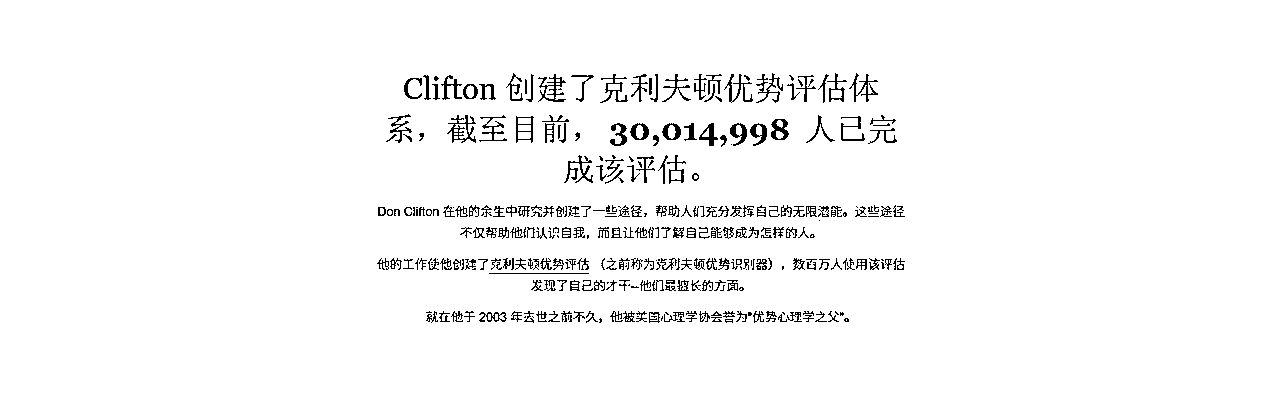 Clifton 创建了克利夫顿优势评估体
系，截至目前， 30,014,998 人已完
成该评估。
Don Clifton 在他的余生中研究并创建了一些途径，帮助人们充分发挥自己的无限潜能。这些途径
不仅帮助他们认识自我，而且让他们了解自己能够成为怎样的人。
他的工作使他创建了克利夫顿优势评估 （之前称为克利夫顿优势识别器），数百万人使用该评估
发现了自己的才干--他们最擅长的方面。
就在他于 2003 年去世之前不久，他被美国心理学协会誉为"优势心理学之父"。